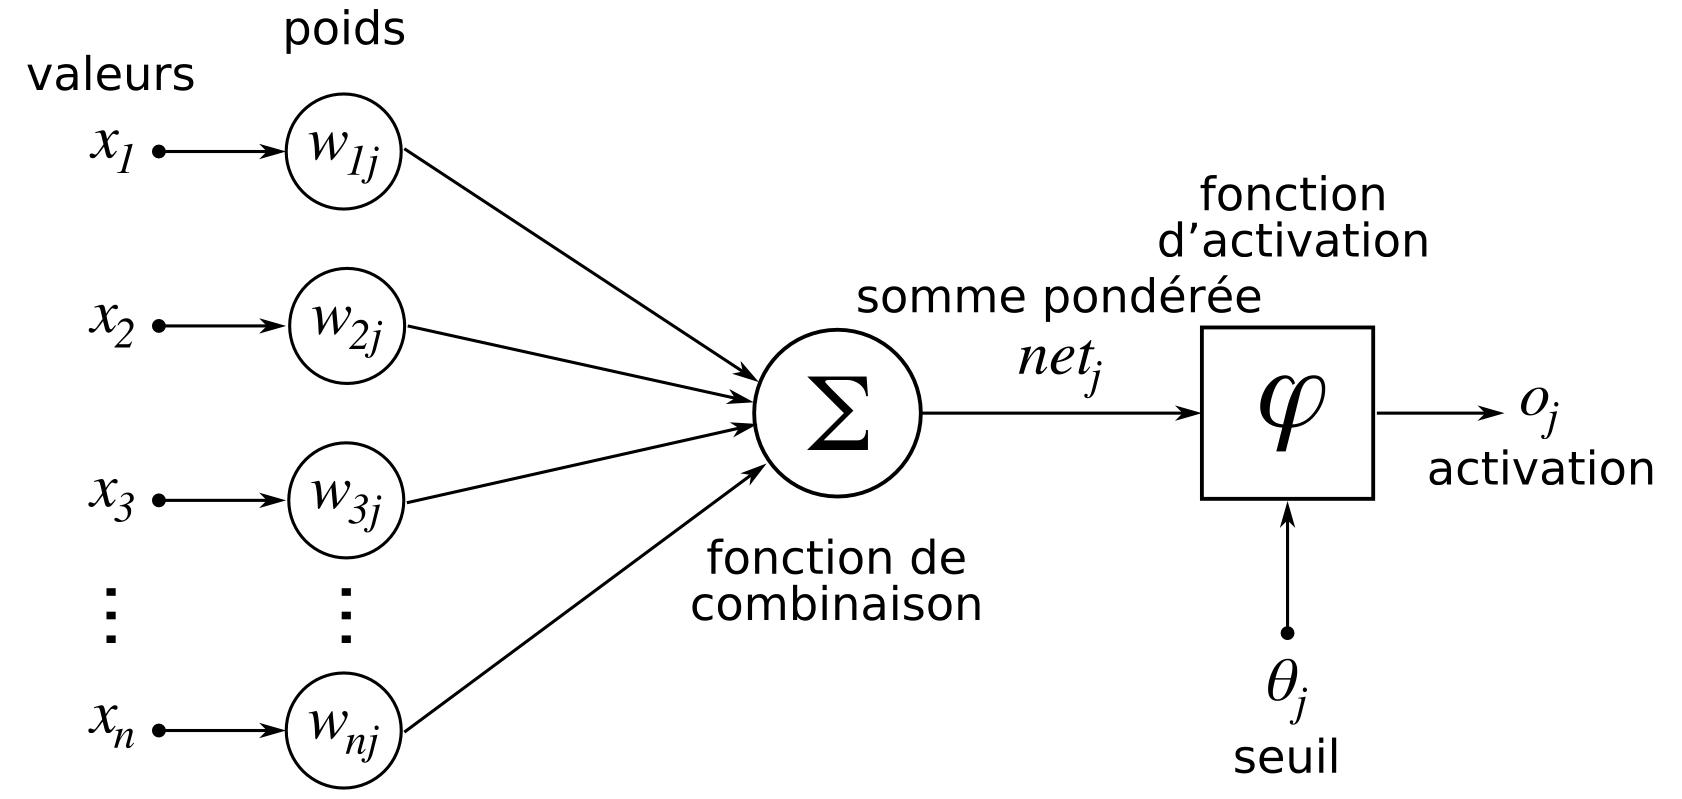 poids
valeurs
x1
w1j
x2
w2j
x3
w3j
⋮
⋮
xn
wnj
Σ
fonction de
combinaison
somme pondérée
netj
fonction
d’activation
φ
oj
activation
θj
seuil